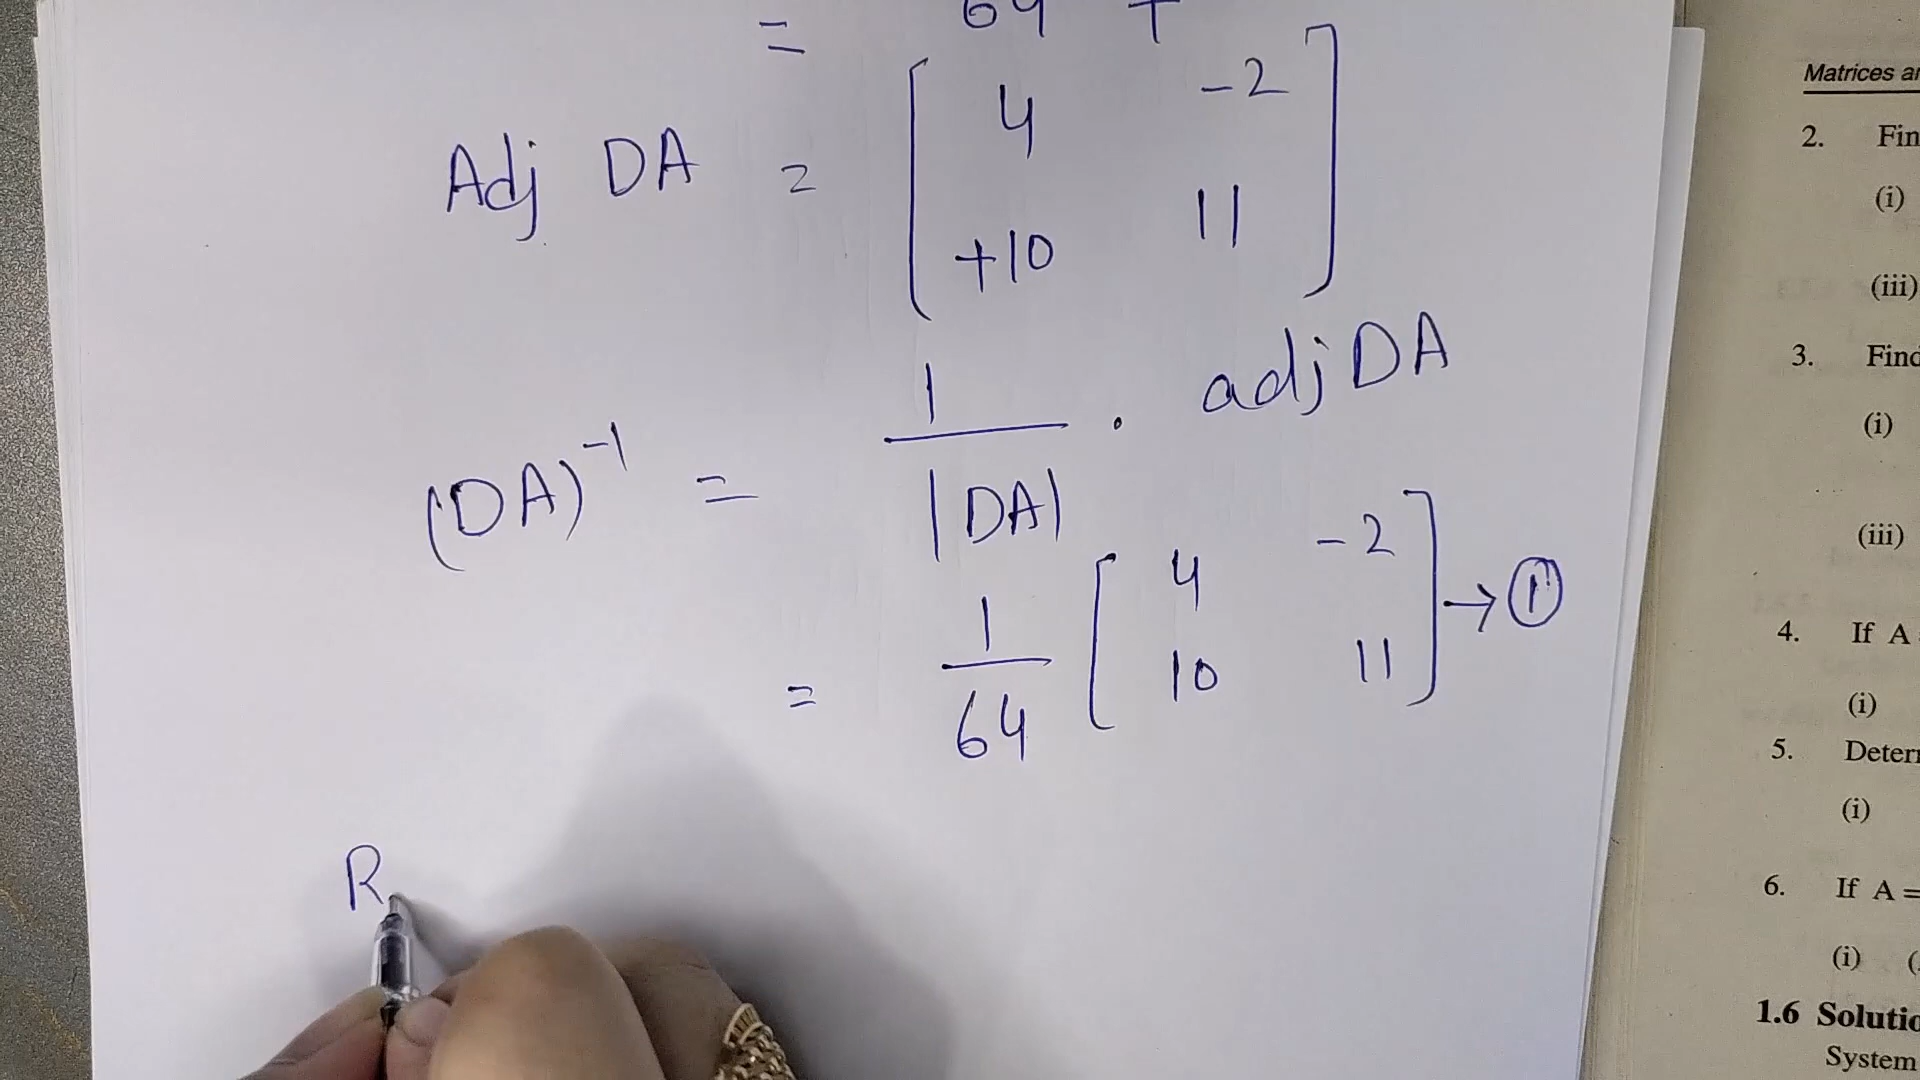 = 64
Adj DA = [ 4 -2
+10 11 ]
(DA)⁻¹ = 1 / |DA| . adj DA
= 1 / 64 [ 4 -2
10 11 ] → ①
R
Matrices
2. Fin
(i)
(iii)
3. Find
(i)
(iii)
4. If A
(i)
5. Deter
(i)
6. If A =
(i)
1.6 Solutio
System